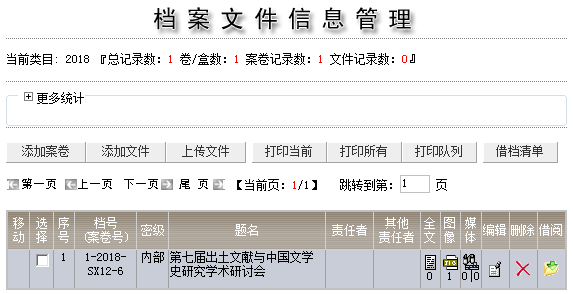 档案文件信息管理
当前类目: 2018 『总记录数: 1 卷/盒数: 1 案卷记录数: 1 文件记录数: 0』
更多统计
添加案卷 添加文件 上传文件 打印当前 打印所有 打印队列 借档清单
第一页 上一页 下一页 尾 页 【当前页: 1/1】 跳转到第: 1 页
移动 选择 序号 档号(案卷号) 密级 题名 责任者 其他责任者 全文 图像 媒体 编辑 删除 借阅
1 1-2018-SX12-6 内部 第七届出土文献与中国文学史研究学术研讨会 0 0 0 0